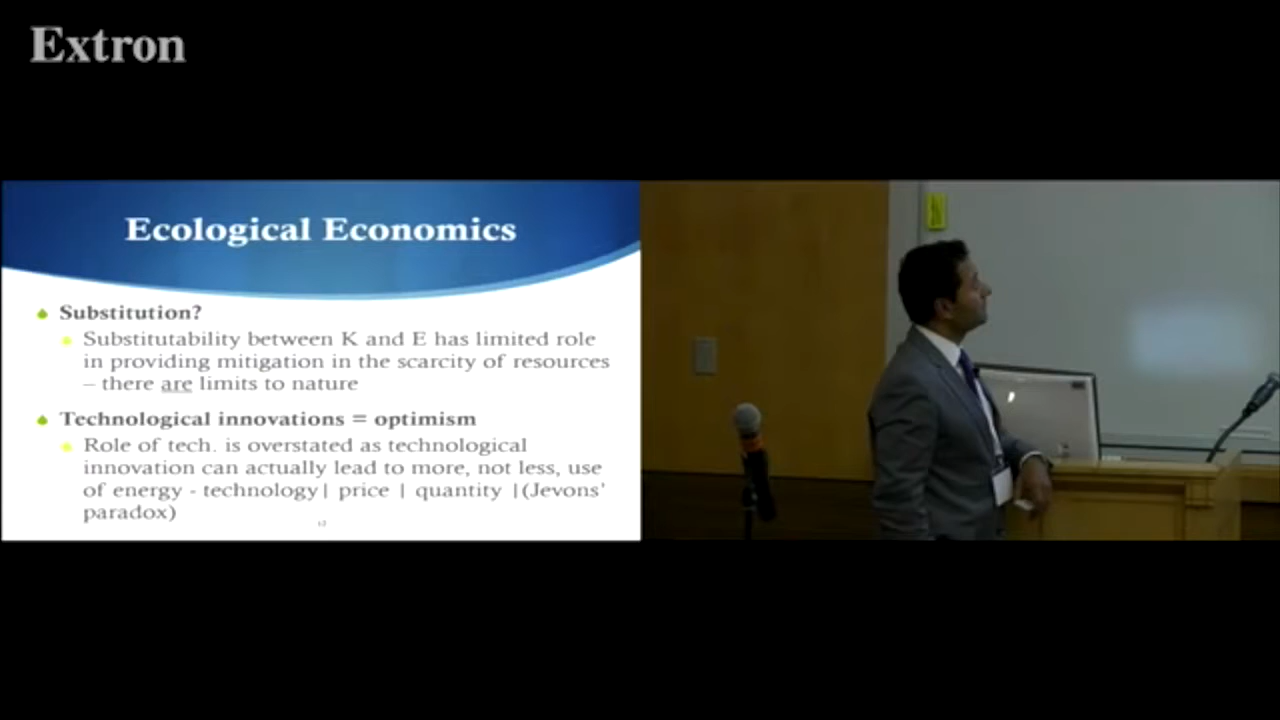 Extron
Ecological Economics
Substitution?
Substitutability between K and E has limited role
in providing mitigation in the scarcity of resources
– there are limits to nature
Technological innovations = optimism
Role of tech. is overstated as technological
innovation can actually lead to more, not less, use
of energy - technology| price | quantity |(Jevons'
paradox)